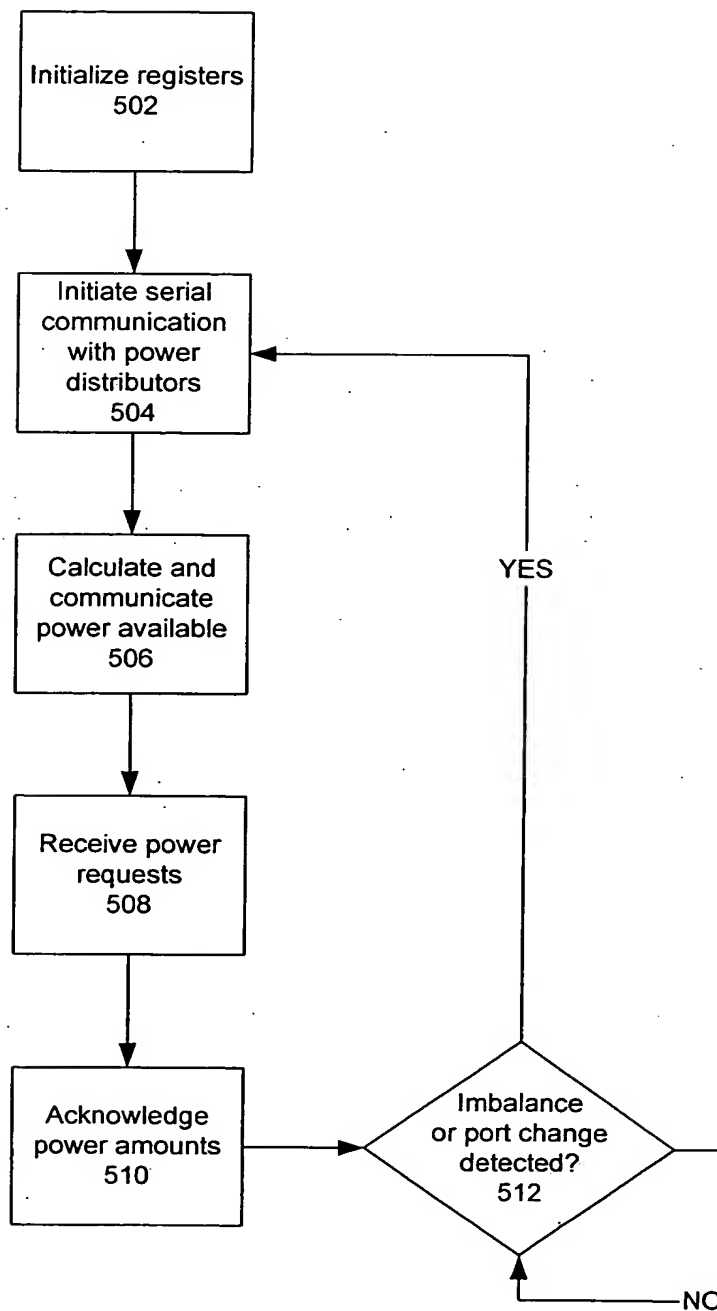 Initialize registers
502
Initiate serial
communication
with power
distributors
504
Calculate and
communicate
power available
506
YES
Receive power
requests
508
Acknowledge
power amounts
510
Imbalance
or port change
detected?
512
NO